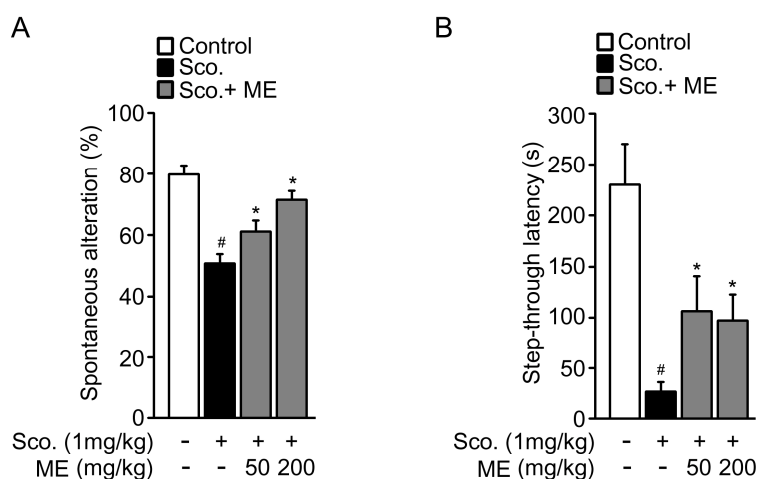 A
Control
Sco.
Sco.+ ME
Spontaneous alteration (%)
100
80
60
40
20
0
#
*
*
Sco. (1mg/kg) - + + +
ME (mg/kg) - - 50 200
B
Control
Sco.
Sco.+ ME
Step-through latency (s)
300
250
200
150
100
50
0
#
*
*
Sco. (1mg/kg) - + + +
ME (mg/kg) - - 50 200